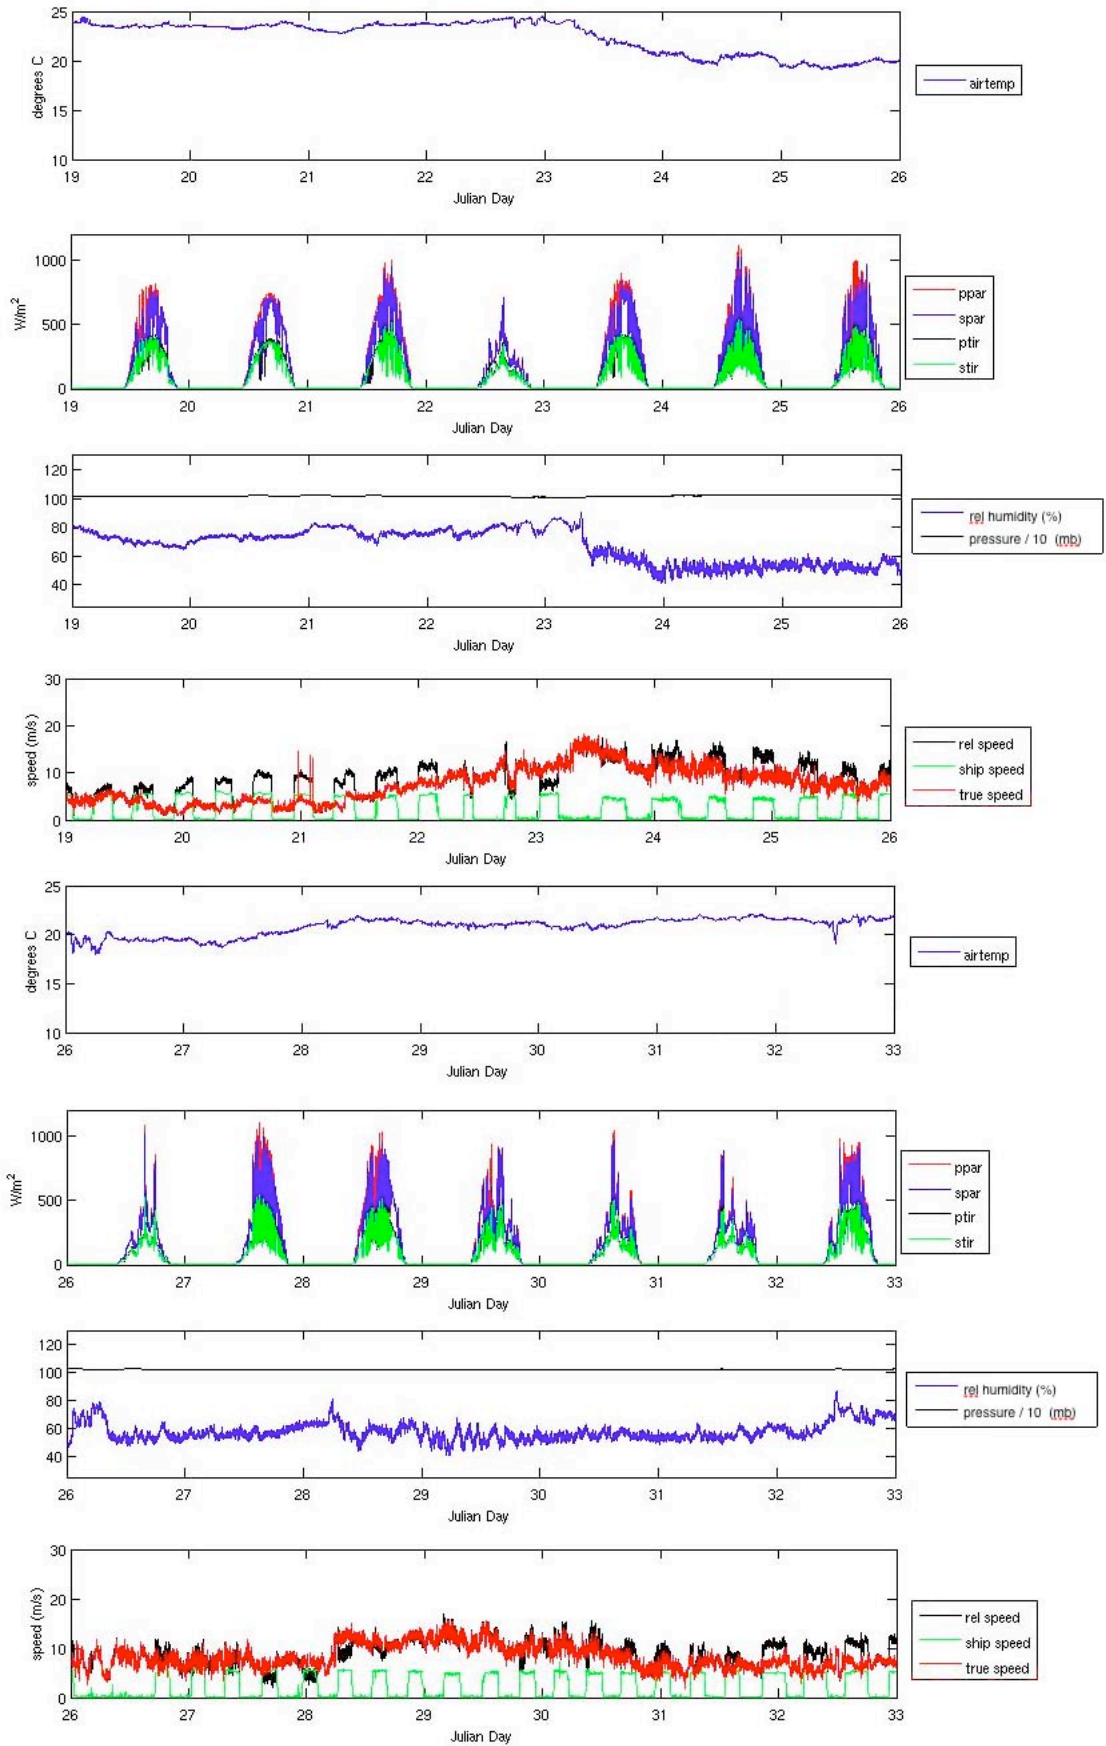 25
20
15
10
degrees C
19 20 21 22 23 24 25 26
Julian Day
airtemp
1000
500
0
W/m2
19 20 21 22 23 24 25 26
Julian Day
ppar
spar
ptir
stir
120
100
80
60
40
19 20 21 22 23 24 25 26
Julian Day
rel humidity (%)
pressure / 10 (mb)
30
20
10
0
speed (m/s)
19 20 21 22 23 24 25 26
Julian Day
rel speed
ship speed
true speed
25
20
15
10
degrees C
26 27 28 29 30 31 32 33
Julian Day
airtemp
1000
500
0
W/m2
26 27 28 29 30 31 32 33
Julian Day
ppar
spar
ptir
stir
120
100
80
60
40
26 27 28 29 30 31 32 33
Julian Day
rel humidity (%)
pressure / 10 (mb)
30
20
10
0
speed (m/s)
26 27 28 29 30 31 32 33
Julian Day
rel speed
ship speed
true speed